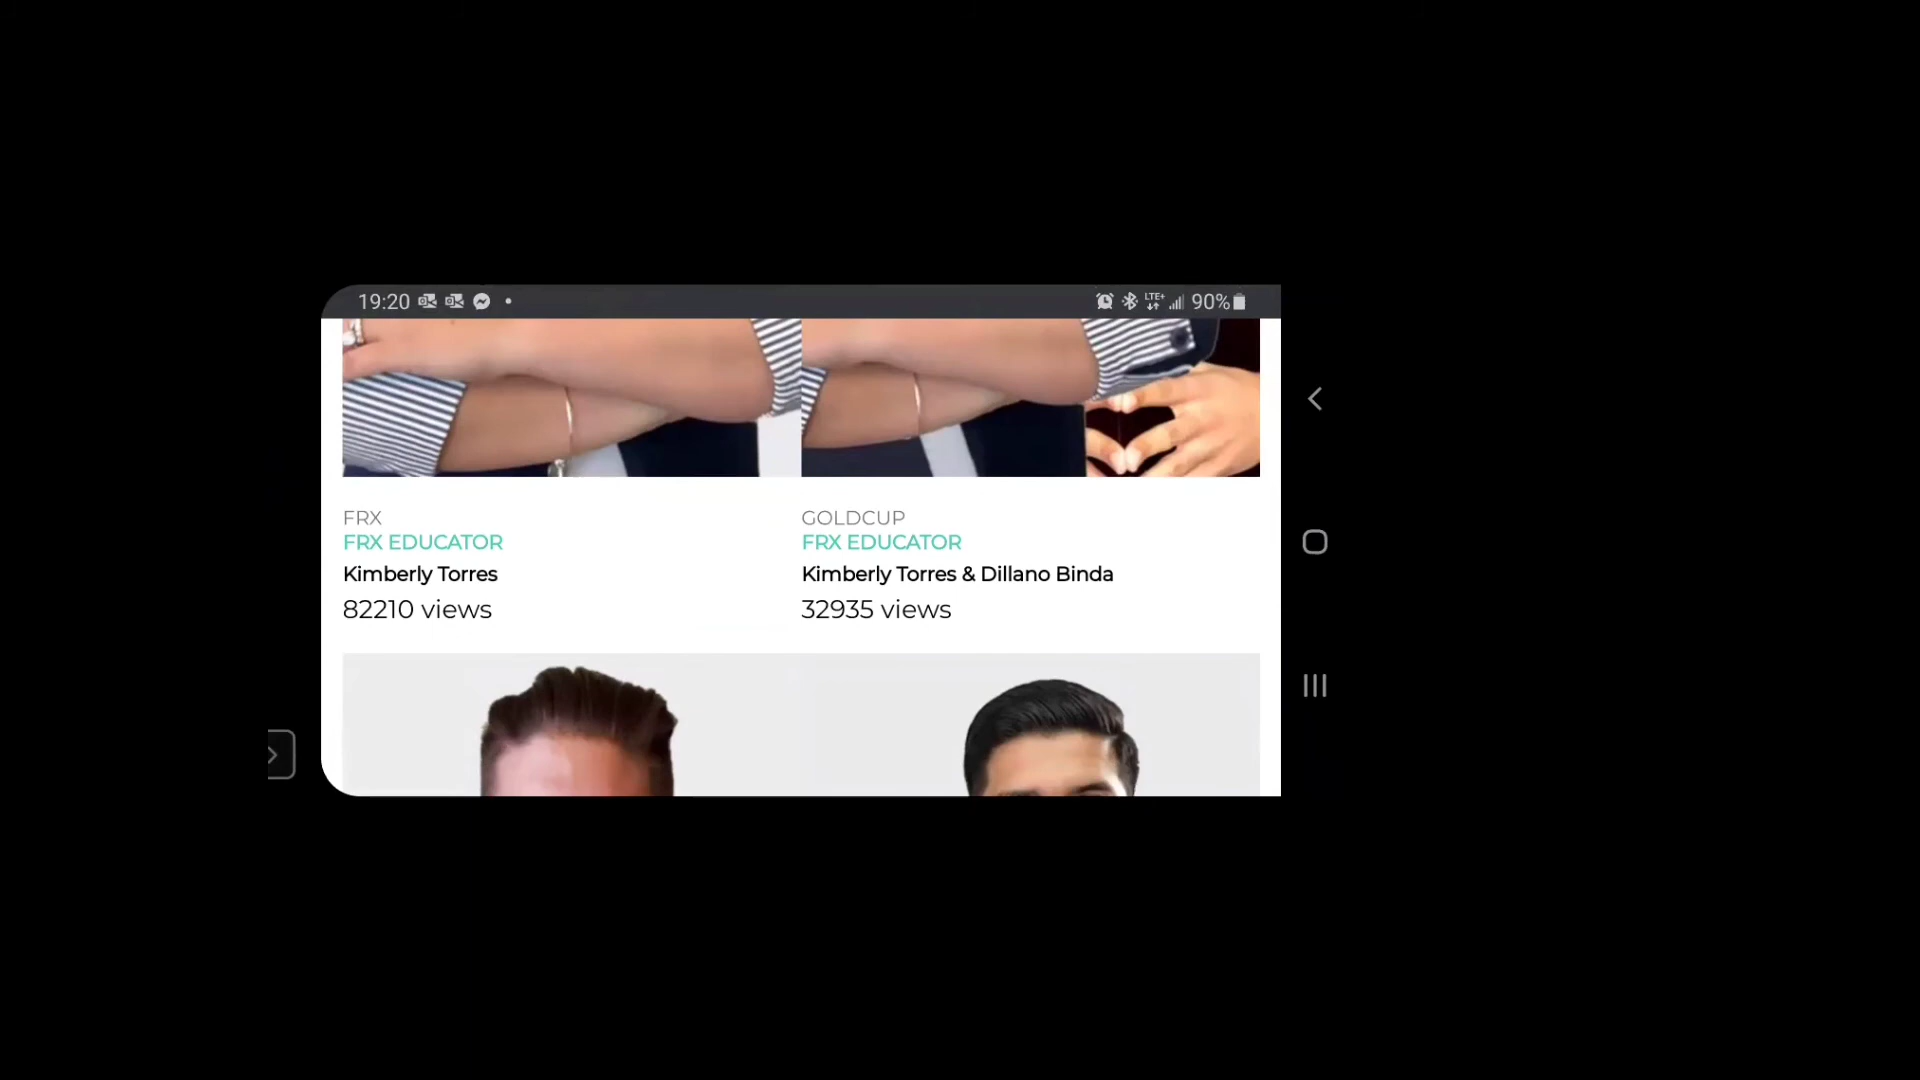 19:20
LTE+
90%
FRX
FRX EDUCATOR
Kimberly Torres
82210 views
GOLDCUP
FRX EDUCATOR
Kimberly Torres & Dillano Binda
32935 views